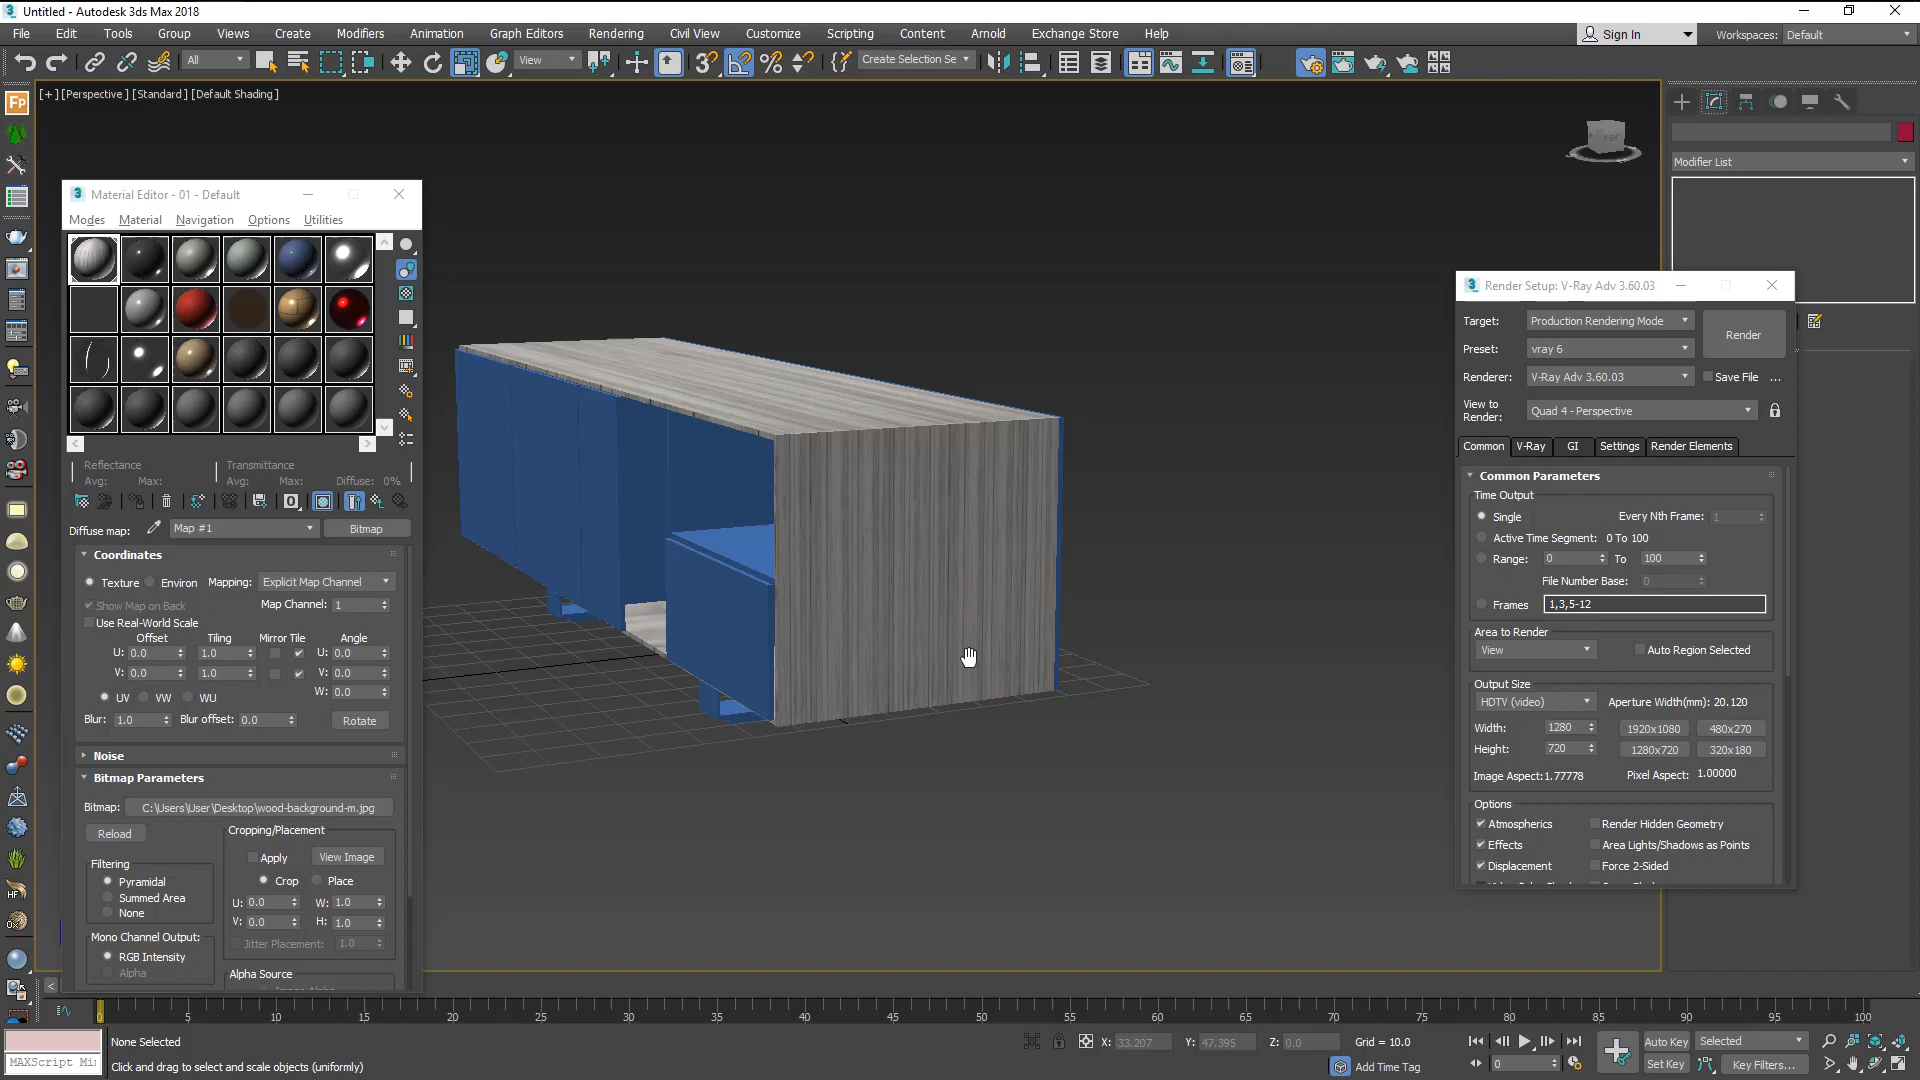 Untitled - Autodesk 3ds Max 2018
File Edit Tools Group Views Create Modifiers Animation Graph Editors Rendering Civil View Customize Scripting Content Arnold Exchange Store Help
Sign In Workspaces: Default
All View Create Selection Se
[+] [Perspective] [Standard] [Default Shading]
Modifier List
Material Editor - 01 - Default
Modes Material Navigation Options Utilities
Reflectance Transmittance
Avg: Max: Avg: Max: Diffuse: 0%
Diffuse map: Map #1 Bitmap
Coordinates
Texture Environ Mapping: Explicit Map Channel
Show Map on Back Map Channel: 1
Use Real-World Scale
Offset Tiling Mirror Tile Angle
U: 0.0 1.0 U: 0.0
V: 0.0 1.0 V: 0.0
W: 0.0
UV VW WU
Blur: 1.0 Blur offset: 0.0 Rotate
Noise
Bitmap Parameters
Bitmap: C:\Users\User\Desktop\wood-background-m.jpg
Reload Cropping/Placement
Apply View Image
Filtering
Pyramidal Crop Place
Summed Area U: 0.0 W: 1.0
None V: 0.0 H: 1.0
Mono Channel Output: Jitter Placement: 1.0
RGB Intensity
Alpha Alpha Source
Render Setup: V-Ray Adv 3.60.03
Target: Production Rendering Mode Render
Preset: vray 6
Renderer: V-Ray Adv 3.60.03 Save File ...
View to
Render: Quad 4 - Perspective
Common V-Ray GI Settings Render Elements
Common Parameters
Time Output
Single Every Nth Frame: 1
Active Time Segment: 0 To 100
Range: 0 To 100
File Number Base: 0
Frames 1,3,5-12
Area to Render
View Auto Region Selected
Output Size
HDTV (video) Aperture Width(mm): 20.120
Width: 1280 1920x1080 480x270
Height: 720 1280x720 320x180
Image Aspect: 1.77778 Pixel Aspect: 1.00000
Options
Atmospherics Render Hidden Geometry
Effects Area Lights/Shadows as Points
Displacement Force 2-Sided
0 5 10 15 20 25 30 35 40 45 50 55 60 65 70 75 80 85 90 95 100
None Selected X: 33.207 Y: 47.395 Z: 0.0 Grid = 10.0 Auto Key Selected
MAXScript Mi Click and drag to select and scale objects (uniformly) Add Time Tag 0 Set Key Key Filters...